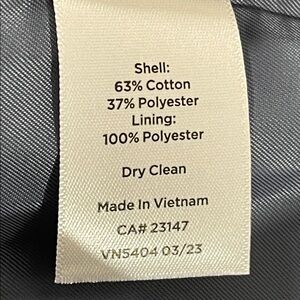 Shell:
63% Cotton
37% Polyester
Lining:
100% Polyester
Dry Clean
Made In Vietnam
CA# 23147
VN5404 03/23